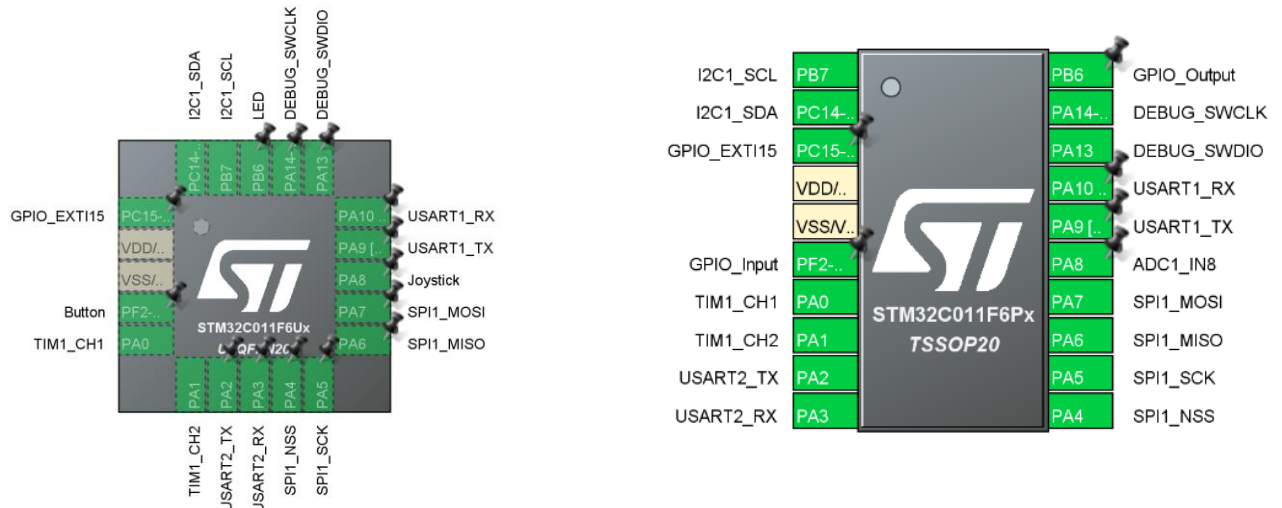 I2C1_SDA
I2C1_SCL
LED
DEBUG_SWCLK
DEBUG_SWDIO
PC14-..
PB7
PB6
PA14-..
PA13
GPIO_EXTI15
PC15-..
PA10 ..
USART1_RX
VDD/..
PA9 [..
USART1_TX
VSS/..
PA8
Joystick
Button
PF2-..
PA7
SPI1_MOSI
TIM1_CH1
PA0
PA6
SPI1_MISO
STM32C011F6Ux
PA1
PA2
PA3
PA4
PA5
TIM1_CH2
USART2_TX
USART2_RX
SPI1_NSS
SPI1_SCK
I2C1_SCL
PB7
PB6
GPIO_Output
I2C1_SDA
PC14-..
PA14-..
DEBUG_SWCLK
GPIO_EXTI15
PC15-..
PA13
DEBUG_SWDIO
VDD/..
PA10 ..
USART1_RX
VSS/V..
PA9 [..
USART1_TX
GPIO_Input
PF2-..
PA8
ADC1_IN8
TIM1_CH1
PA0
PA7
SPI1_MOSI
TIM1_CH2
PA1
PA6
SPI1_MISO
USART2_TX
PA2
PA5
SPI1_SCK
USART2_RX
PA3
PA4
SPI1_NSS
ST
STM32C011F6Px
TSSOP20